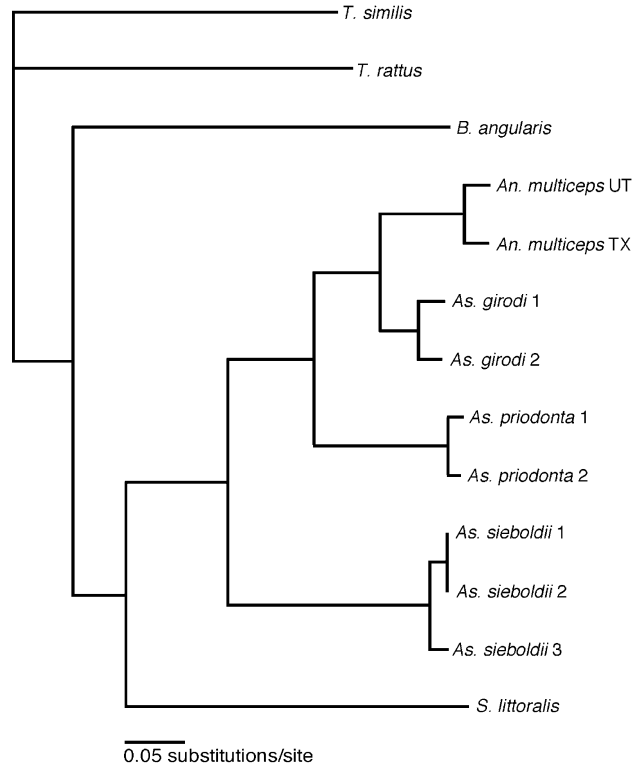 T. similis
T. rattus
B. angularis
An. multiceps UT
An. multiceps TX
As. girodi 1
As. girodi 2
As. priodonta 1
As. priodonta 2
As. sieboldii 1
As. sieboldii 2
As. sieboldii 3
S. littoralis
0.05 substitutions/site